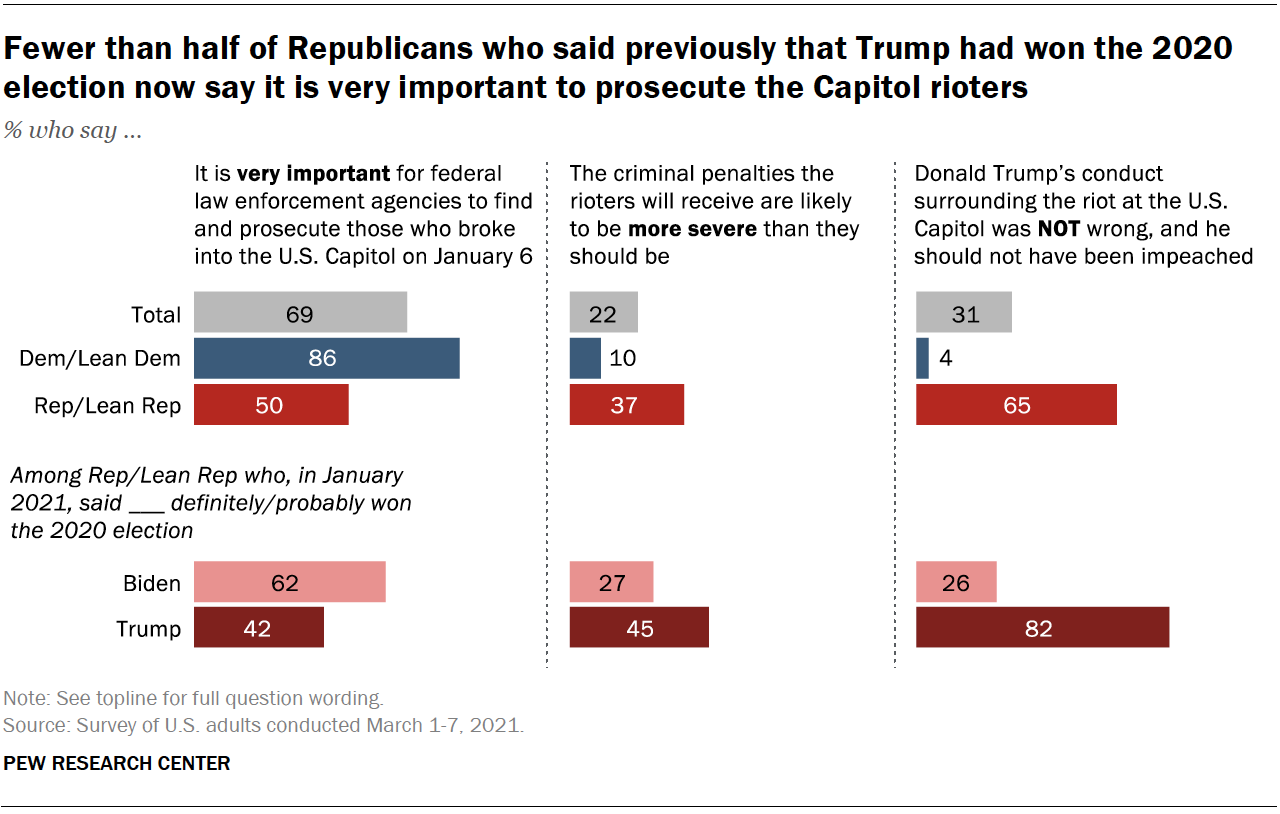 Fewer than half of Republicans who said previously that Trump had won the 2020
election now say it is very important to prosecute the Capitol rioters
% who say ...
It is very important for federal
law enforcement agencies to find
and prosecute those who broke
into the U.S. Capitol on January 6
The criminal penalties the
rioters will receive are likely
to be more severe than they
should be
Donald Trump's conduct
surrounding the riot at the U.S.
Capitol was NOT wrong, and he
should not have been impeached
Total 69 22 31
Dem/Lean Dem 86 10 4
Rep/Lean Rep 50 37 65
Among Rep/Lean Rep who, in January
2021, said ___ definitely/probably won
the 2020 election
Biden 62 27 26
Trump 42 45 82
Note: See topline for full question wording.
Source: Survey of U.S. adults conducted March 1-7, 2021.
PEW RESEARCH CENTER